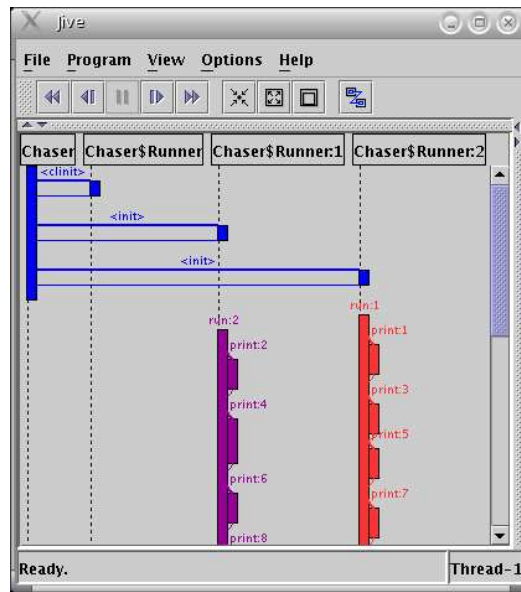 Jive
File Program View Options Help
Chaser Chaser$Runner Chaser$Runner:1 Chaser$Runner:2
<clinit>
<init>
<init>
run:1
run:2
print:1
print:2
print:3
print:4
print:5
print:6
print:7
print:8
Ready. Thread-1